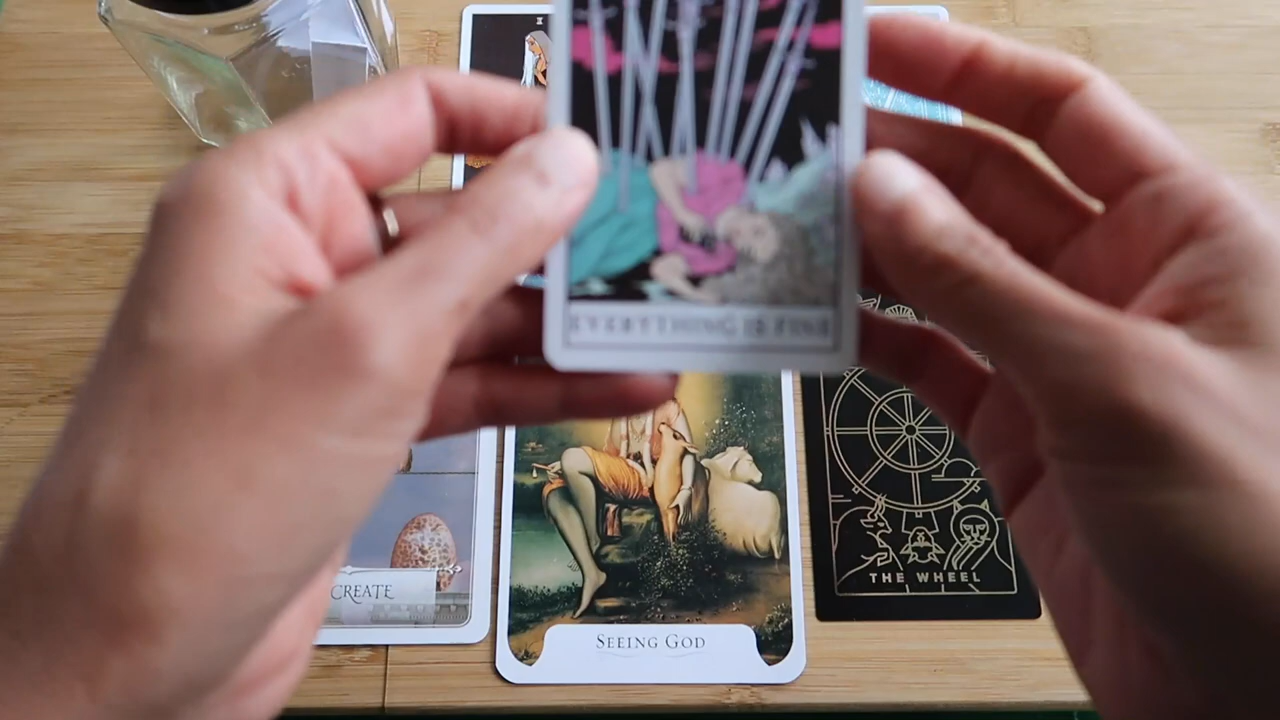 I
EVERYTHING IS FINE
CREATE
SEEING GOD
THE WHEEL